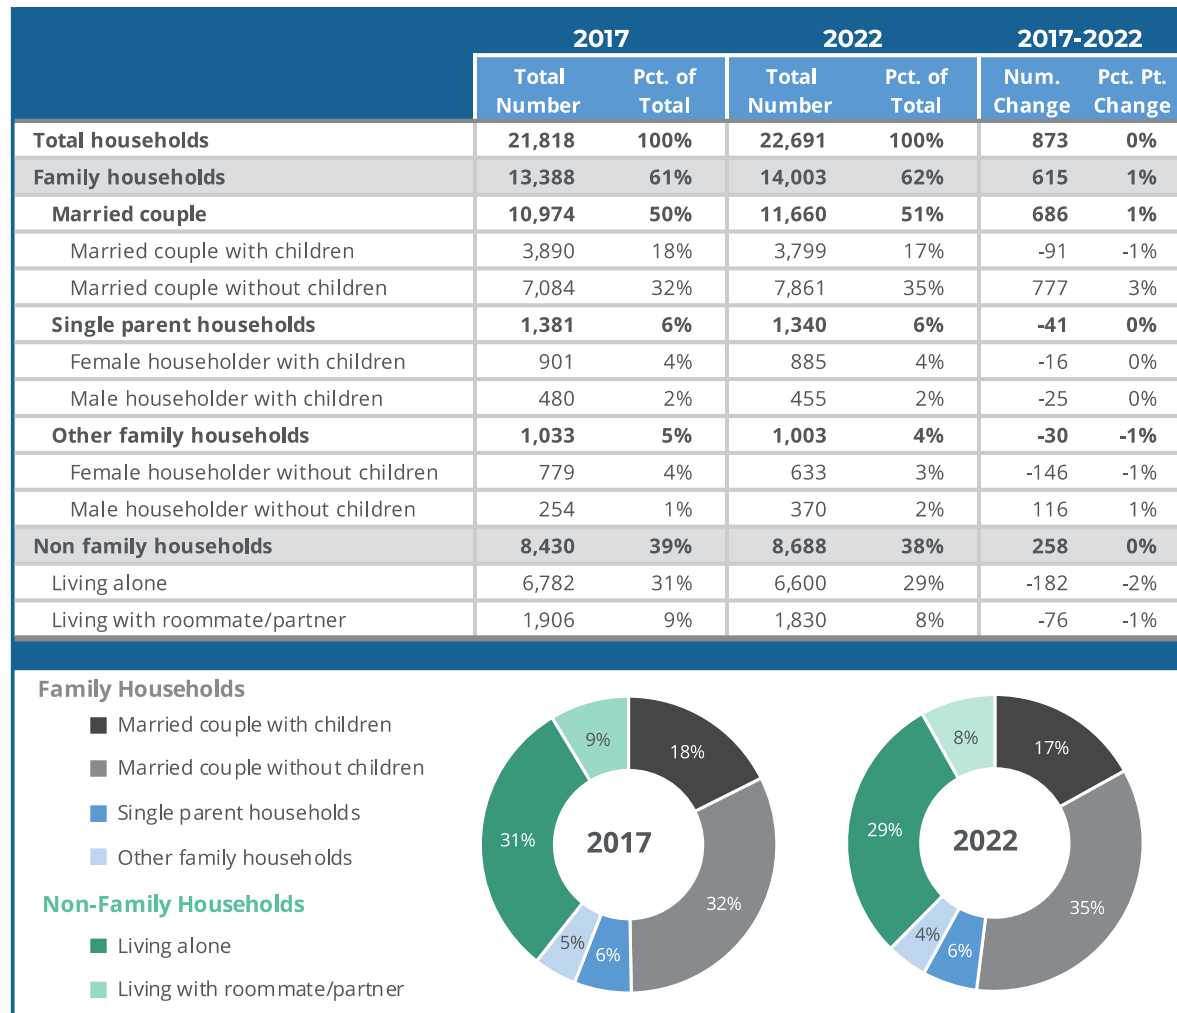 2017 2022 2017-2022
Total Number Pct. of Total Total Number Pct. of Total Num. Change Pct. Pt. Change
Total households 21,818 100% 22,691 100% 873 0%
Family households 13,388 61% 14,003 62% 615 1%
Married couple 10,974 50% 11,660 51% 686 1%
Married couple with children 3,890 18% 3,799 17% -91 -1%
Married couple without children 7,084 32% 7,861 35% 777 3%
Single parent households 1,381 6% 1,340 6% -41 0%
Female householder with children 901 4% 885 4% -16 0%
Male householder with children 480 2% 455 2% -25 0%
Other family households 1,033 5% 1,003 4% -30 -1%
Female householder without children 779 4% 633 3% -146 -1%
Male householder without children 254 1% 370 2% 116 1%
Non family households 8,430 39% 8,688 38% 258 0%
Living alone 6,782 31% 6,600 29% -182 -2%
Living with roommate/partner 1,906 9% 1,830 8% -76 -1%
Family Households
Married couple with children
Married couple without children
Single parent households
Other family households
Non-Family Households
Living alone
Living with roommate/partner
9% 18%
31% 2017
32%
5% 6%
8% 17%
29% 2022
35%
4% 6%